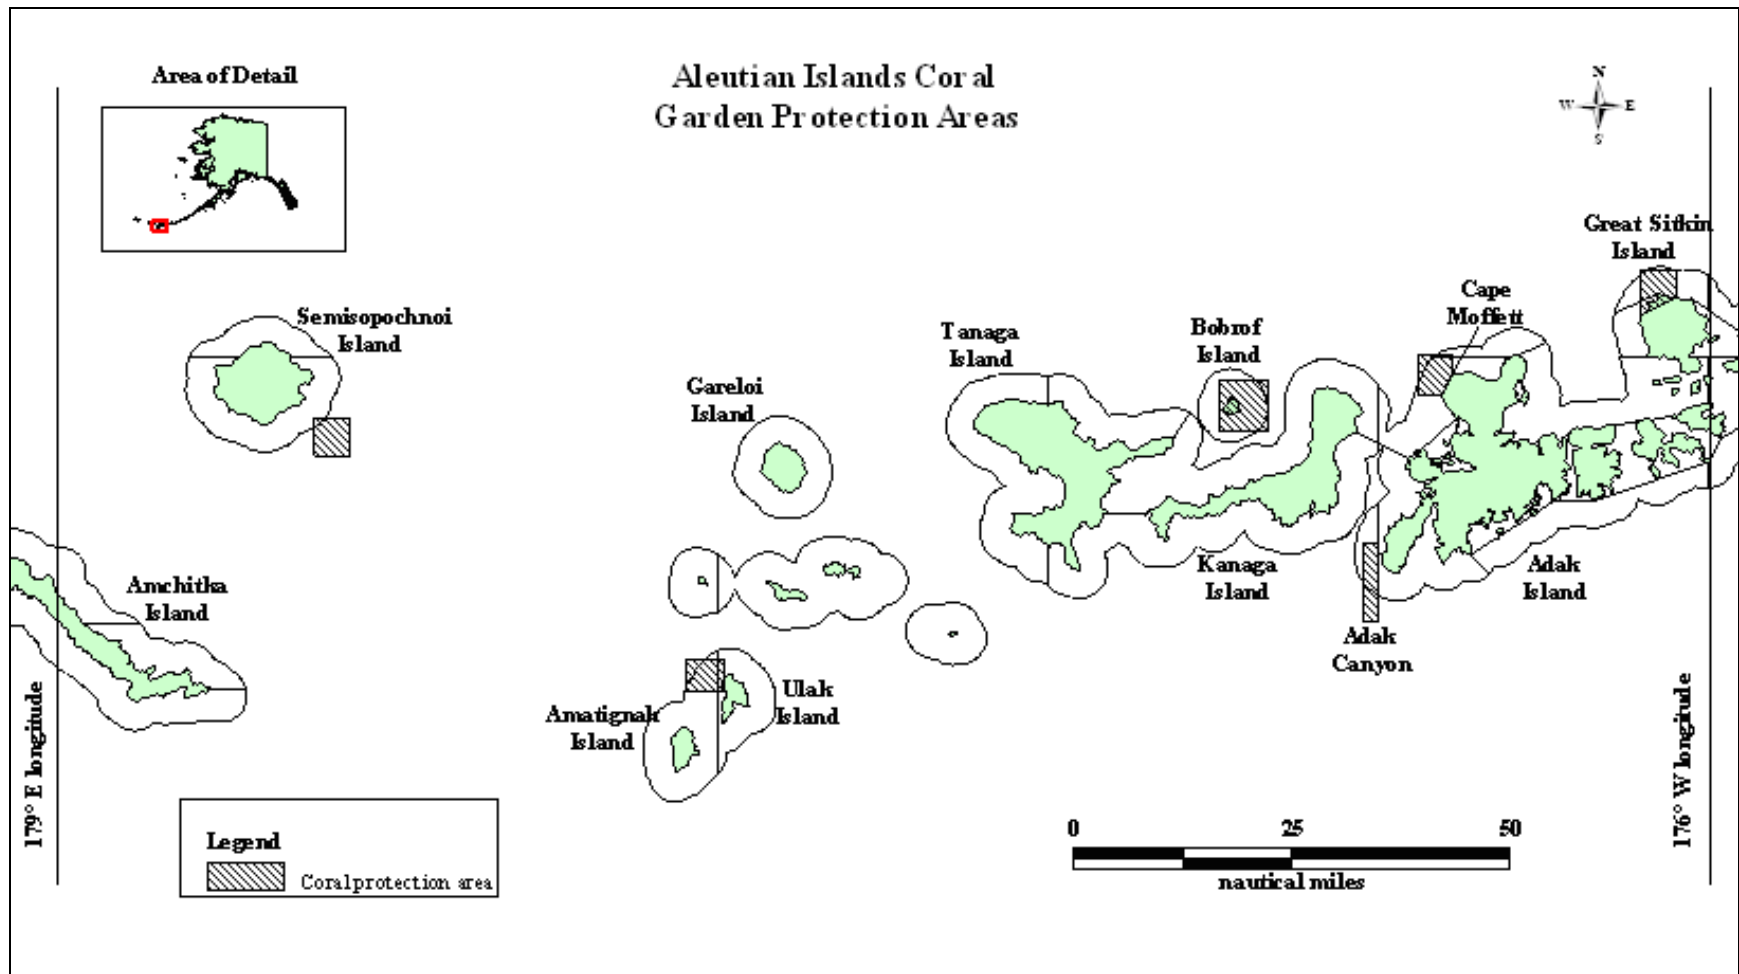 Area of Detail
Aleutian Islands Coral
Garden Protection Areas
N
W E
S
Great Sitkin
Island
Cape
Moffett
Semisopochnoi
Island
Tanaga
Island
Bobrof
Island
Gareloi
Island
Amchitka
Island
Kanaga
Island
Adak
Island
Adak
Canyon
Ulak
Island
Amatignak
Island
179° E longitude
176° W longitude
Legend
Coral protection area
0 25 50
nautical miles